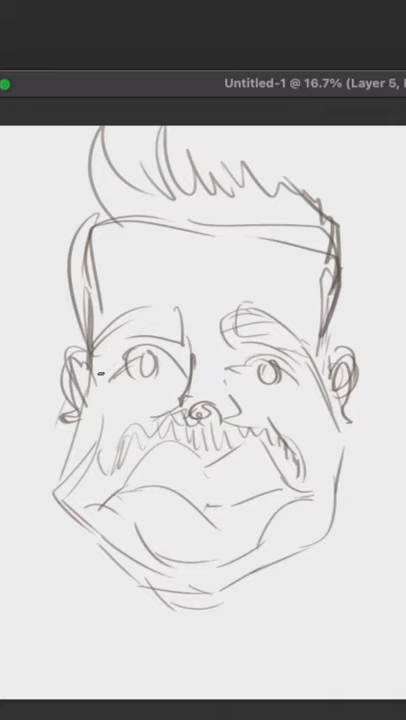 Untitled-1 @ 16.7% (Layer 5,